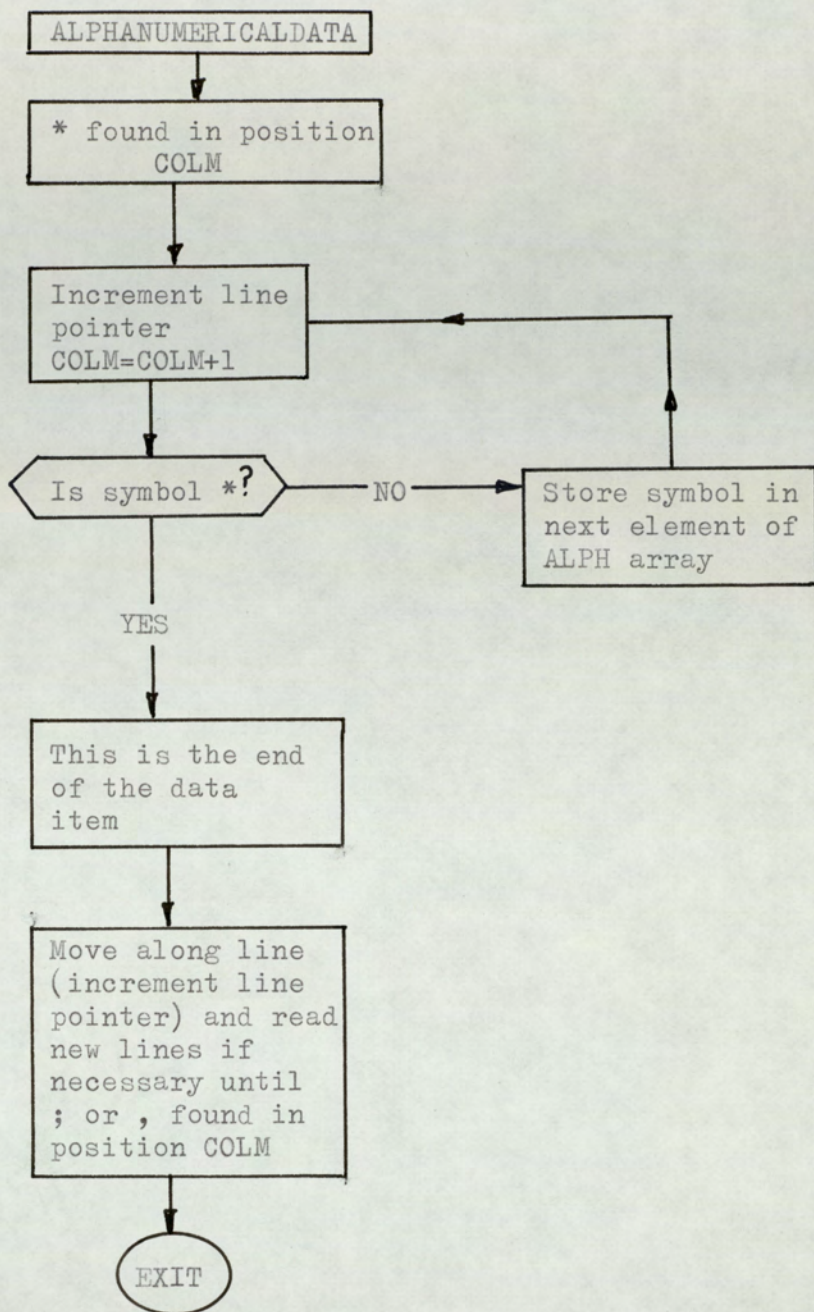 ALPHANUMERICALDATA
* found in position
COLM
Increment line
pointer
COLM=COLM+1
Is symbol *?
NO
Store symbol in
next element of
ALPH array
YES
This is the end
of the data
item
Move along line
(increment line
pointer) and read
new lines if
necessary until
; or , found in
position COLM
EXIT